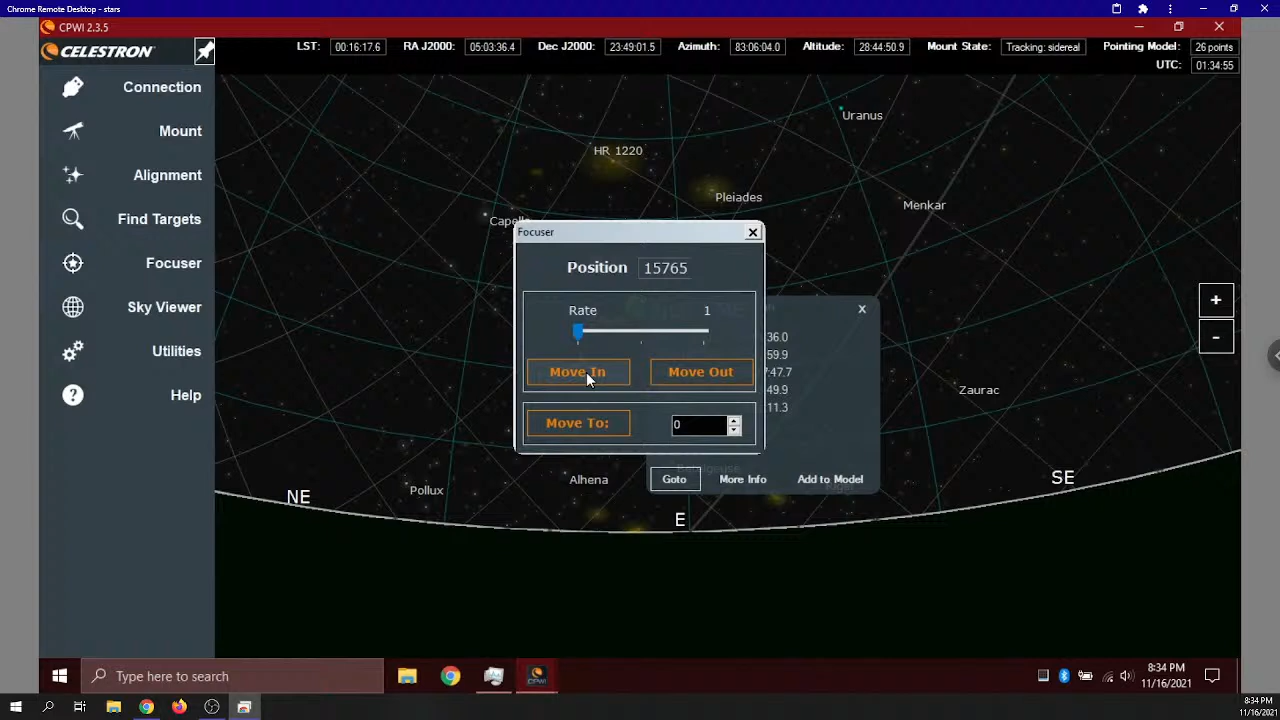 Chrome Remote Desktop - stars
CPWI 2.3.5
CELESTRON
LST: 00:16:17.6 RA J2000: 05:03:36.4 Dec J2000: 23:49:01.5 Azimuth: 83:06:04.0 Altitude: 28:44:50.9 Mount State: Tracking: sidereal Pointing Model: 26 points
UTC: 01:34:55
Connection
Mount
Alignment
Find Targets
Focuser
Sky Viewer
Utilities
? Help
Uranus
HR 1220
Pleiades
Menkar
Capella
Focuser
Position 15765
Rate 1
Move In Move Out
Move To: 0
X
36.0
59.9
47.7
49.9
11.3
Zaurac
Betelgeuse
Goto More Info Add to Model
Alhena
Pollux
NE
E
SE
+
-
Type here to search
CPWI
8:34 PM
11/16/2021
8:34 PM
11/16/2021